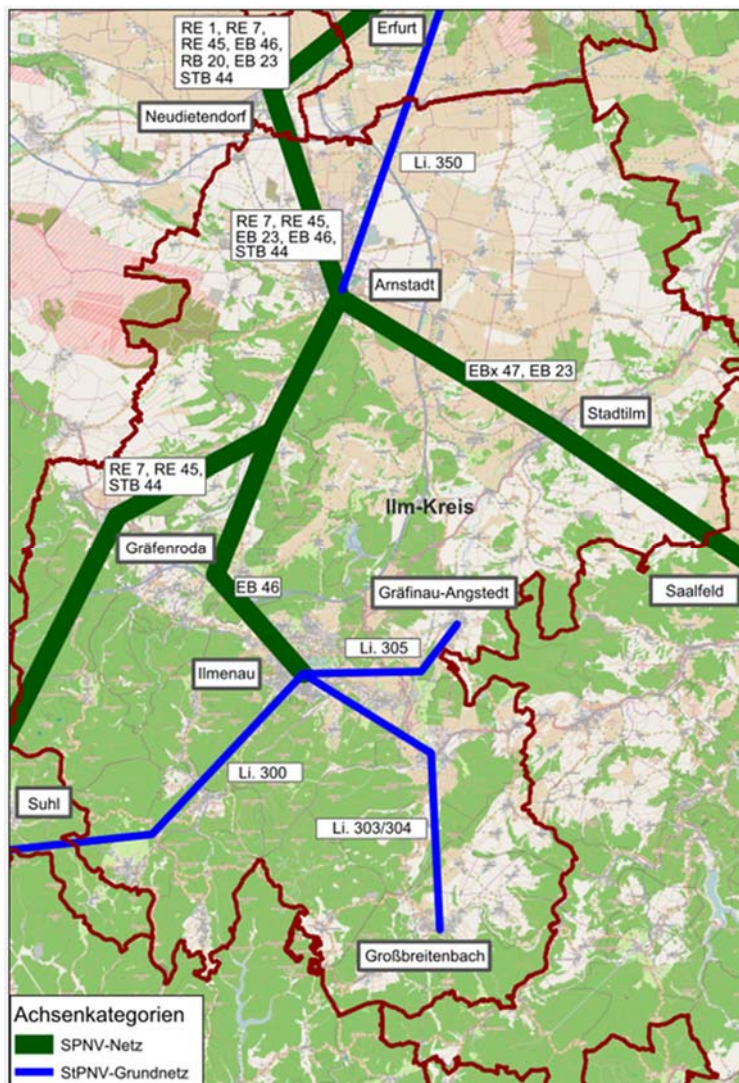 RE 1, RE 7,
RE 45, EB 46,
RB 20, EB 23
STB 44
Erfurt
Neudietendorf
Li. 350
RE 7, RE 45,
EB 23, EB 46,
STB 44
Arnstadt
EBx 47, EB 23
Stadtilm
RE 7, RE 45,
STB 44
Ilm-Kreis
Gräfenroda
EB 46
Gräfinau-Angstedt
Saalfeld
Li. 305
Ilmenau
Li. 300
Suhl
Li. 303/304
Großbreitenbach
Achsenkategorien
SPNV-Netz
StPNV-Grundnetz